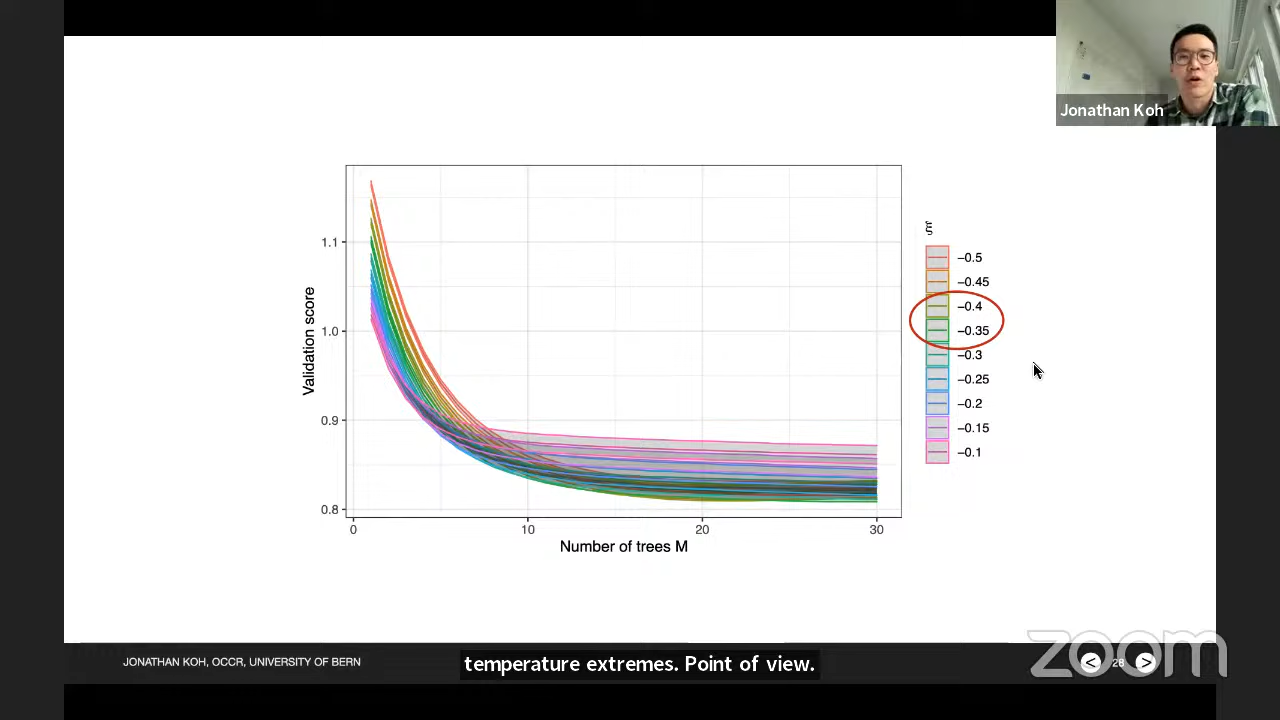 Jonathan Koh
Validation score
1.1
1.0
0.9
0.8
0
10
20
30
Number of trees M
ξ
−0.5
−0.45
−0.4
−0.35
−0.3
−0.25
−0.2
−0.15
−0.1
JONATHAN KOH, OCCR, UNIVERSITY OF BERN
temperature extremes. Point of view.
< 28 >
zoom